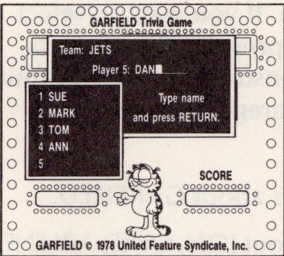 GARFIELD Trivia Game
Team: JETS
Player 5: DAN
Type name
and press RETURN.
1 SUE
2 MARK
3 TOM
4 ANN
5
SCORE
GARFIELD © 1978 United Feature Syndicate, Inc.